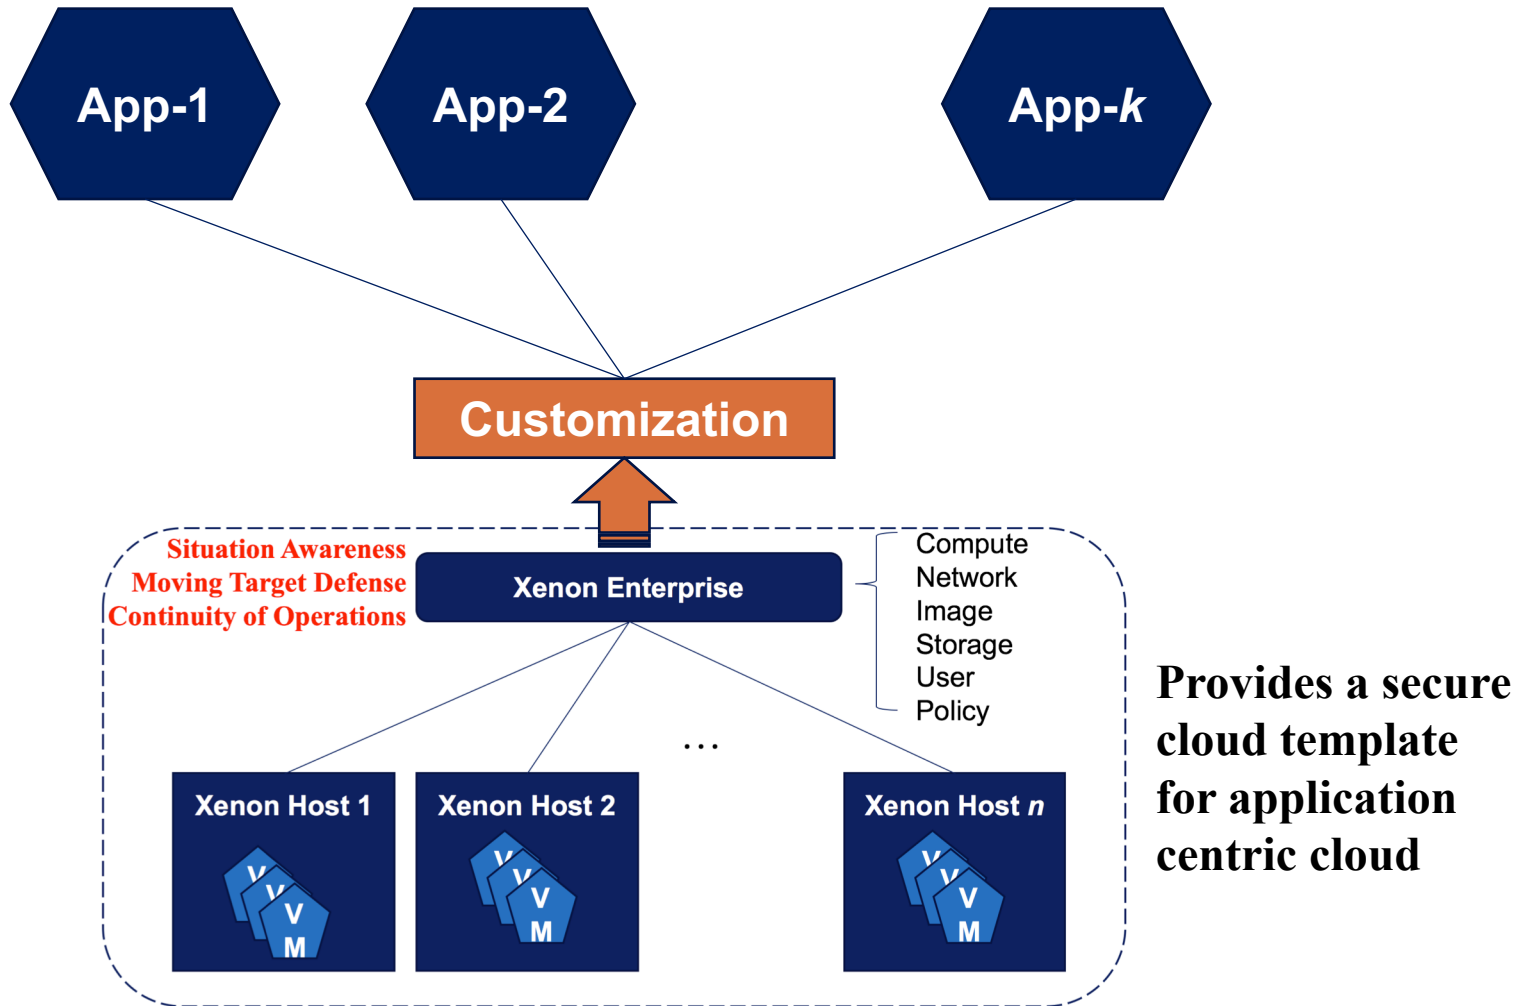 App-1
App-2
App-k
Customization
Situation Awareness
Moving Target Defense
Continuity of Operations
Xenon Enterprise
Compute
Network
Image
Storage
User
Policy
...
Provides a secure
cloud template
for application
centric cloud
Xenon Host 1
V
V
V
M
Xenon Host 2
V
V
V
M
Xenon Host n
V
V
V
M